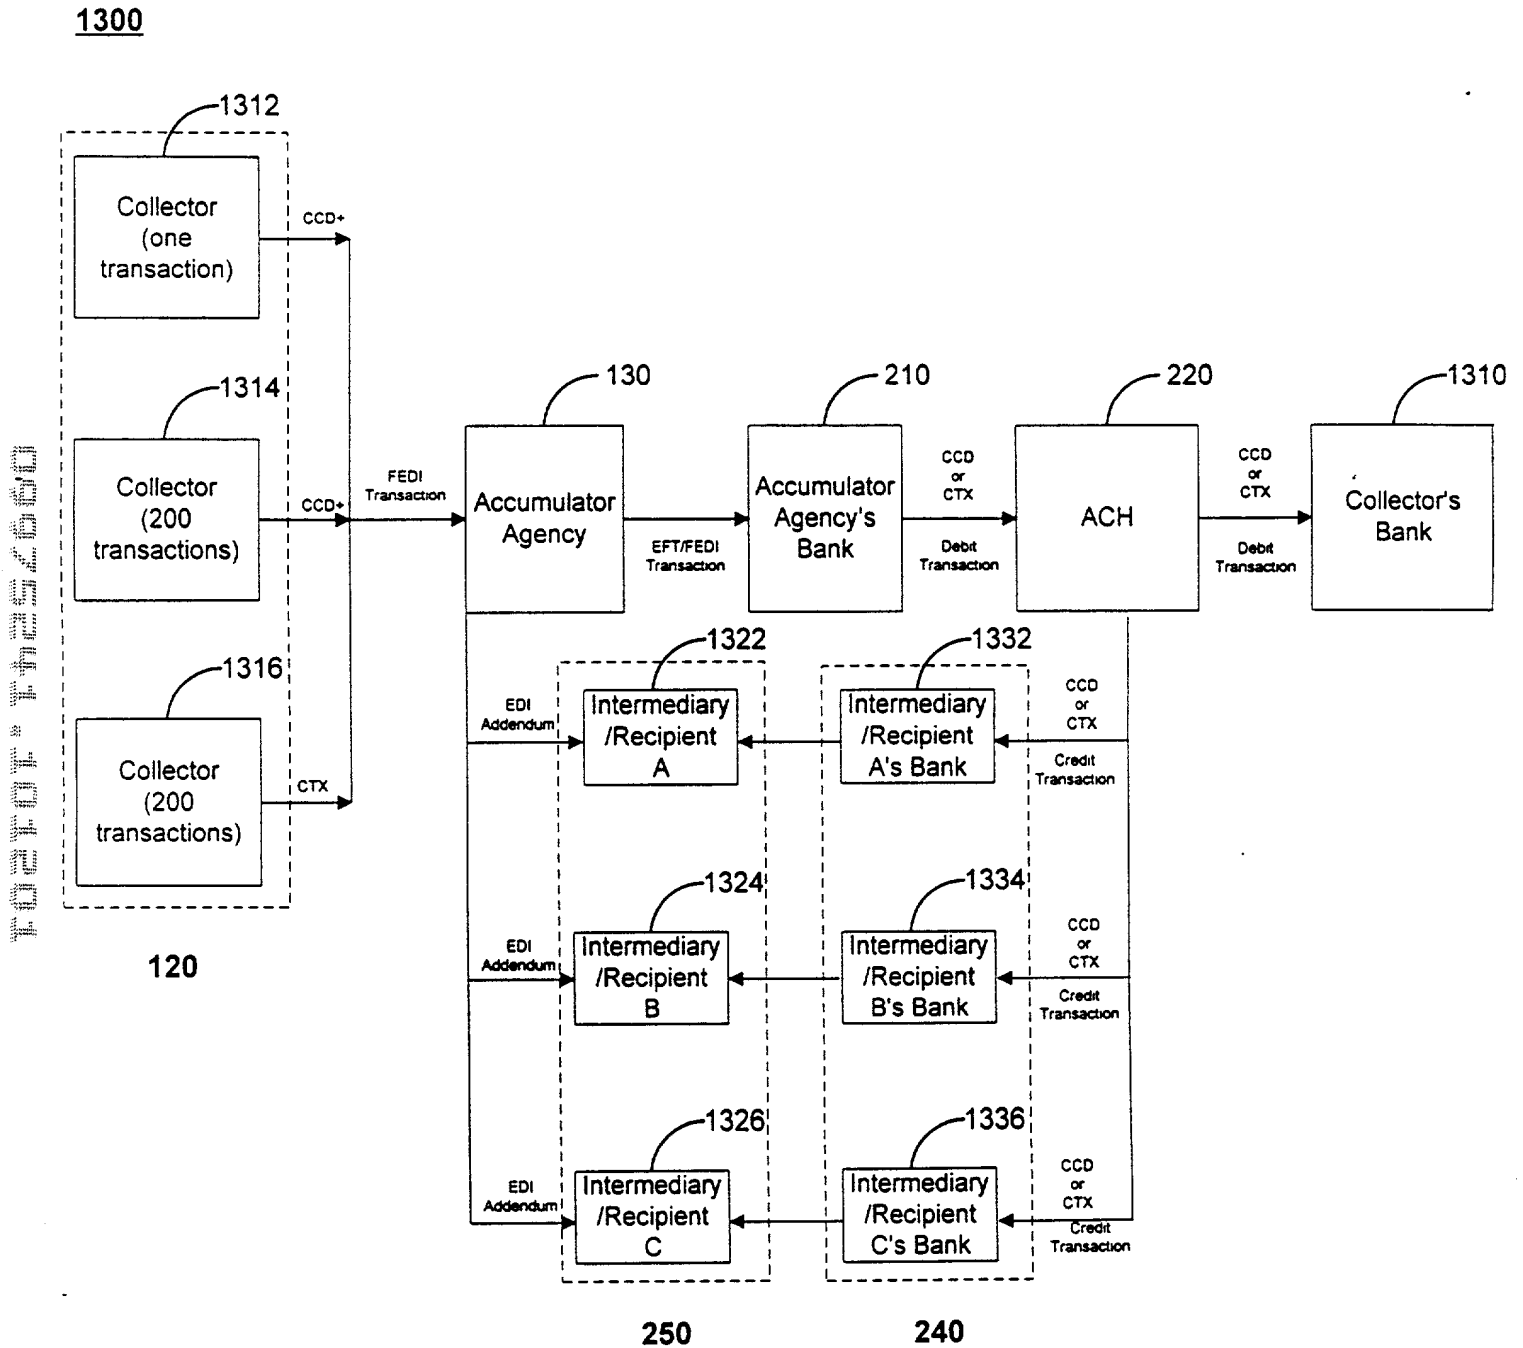 1300
1312
Collector
(one
transaction)
CCD+
1314
Collector
(200
transactions)
CCD+
1316
Collector
(200
transactions)
CTX
120
FEDI
Transaction
130
Accumulator
Agency
EFT/FEDI
Transaction
210
Accumulator
Agency's
Bank
CCD
or
CTX
Debit
Transaction
220
ACH
CCD
or
CTX
Debit
Transaction
1310
Collector's
Bank
EDI
Addendum
1322
Intermediary
/Recipient
A
1332
Intermediary
/Recipient
A's Bank
CCD
or
CTX
Credit
Transaction
EDI
Addendum
1324
Intermediary
/Recipient
B
1334
Intermediary
/Recipient
B's Bank
CCD
or
CTX
Credit
Transaction
EDI
Addendum
1326
Intermediary
/Recipient
C
1336
Intermediary
/Recipient
C's Bank
CCD
or
CTX
Credit
Transaction
250
240